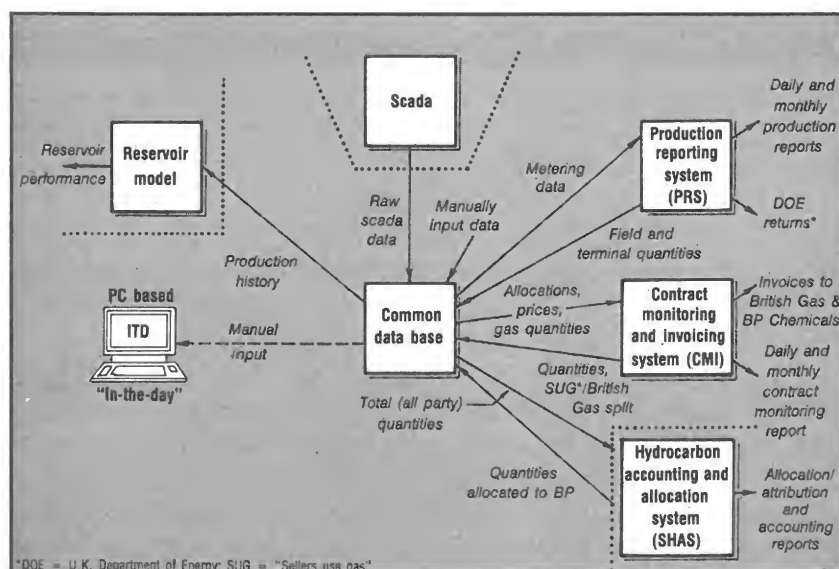 Scada
Reservoir
model
Reservoir
performance
Production
reporting
system
(PRS)
Daily and
monthly
production
reports
DOE
returns*
Metering
data
Raw
scada
data
Manually
input data
Field and
terminal quantities
Production
history
PC based
ITD
"In-the-day"
Manual
input
Common
data base
Allocations,
prices,
gas quantities
Contract
monitoring
and invoicing
system (CMI)
Invoices to
British Gas &
BP Chemicals
Daily and
monthly
contract
monitoring
report
Quantities,
SUG*/British
Gas split
Total (all party)
quantities
Quantities
allocated to BP
Hydrocarbon
accounting and
allocation
system
(SHAS)
Allocation/
attribution
and
accounting
reports
*DOE = U.K. Department of Energy; SUG = "Sellers use gas"